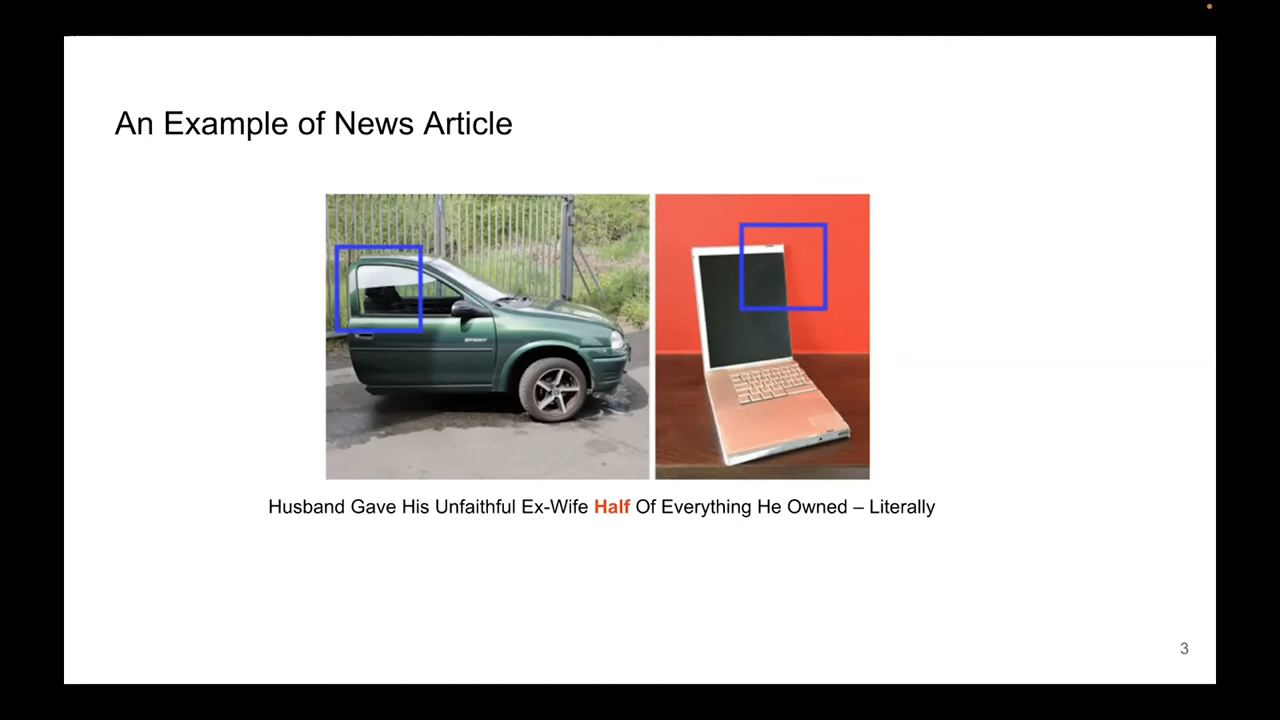 An Example of News Article
Husband Gave His Unfaithful Ex-Wife Half Of Everything He Owned – Literally
3